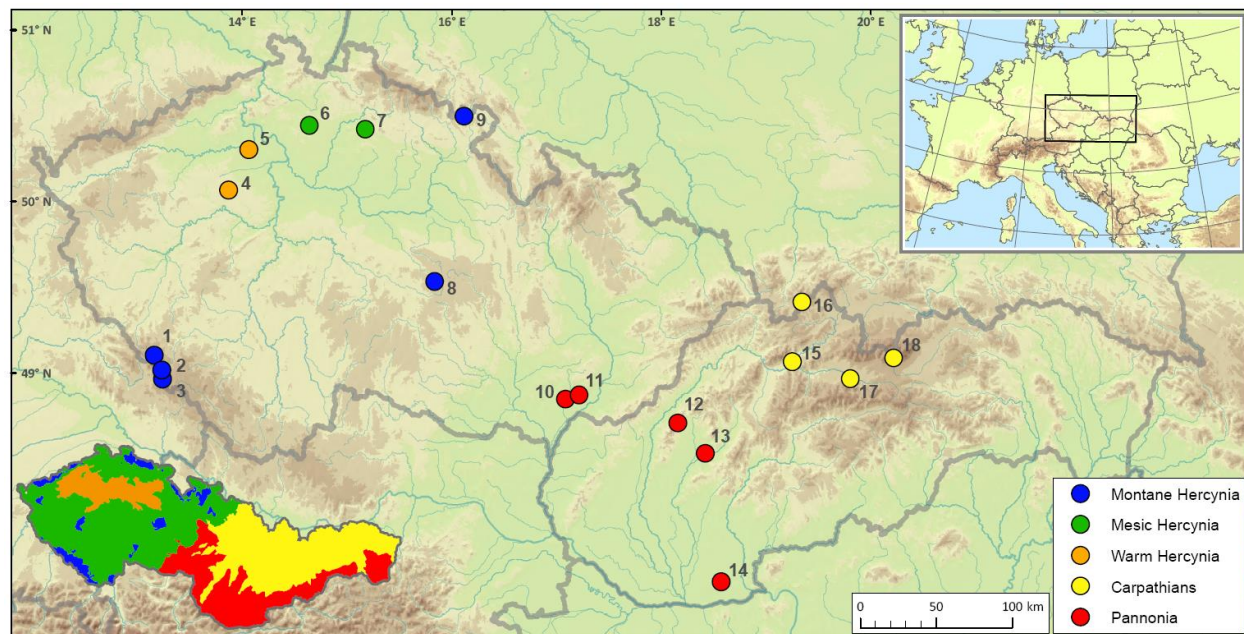 14° E
16° E
18° E
20° E
51° N
50° N
49° N
1
2
3
4
5
6
7
8
9
10
11
12
13
14
15
16
17
18
Montane Hercynia
Mesic Hercynia
Warm Hercynia
Carpathians
Pannonia
0 50 100 km